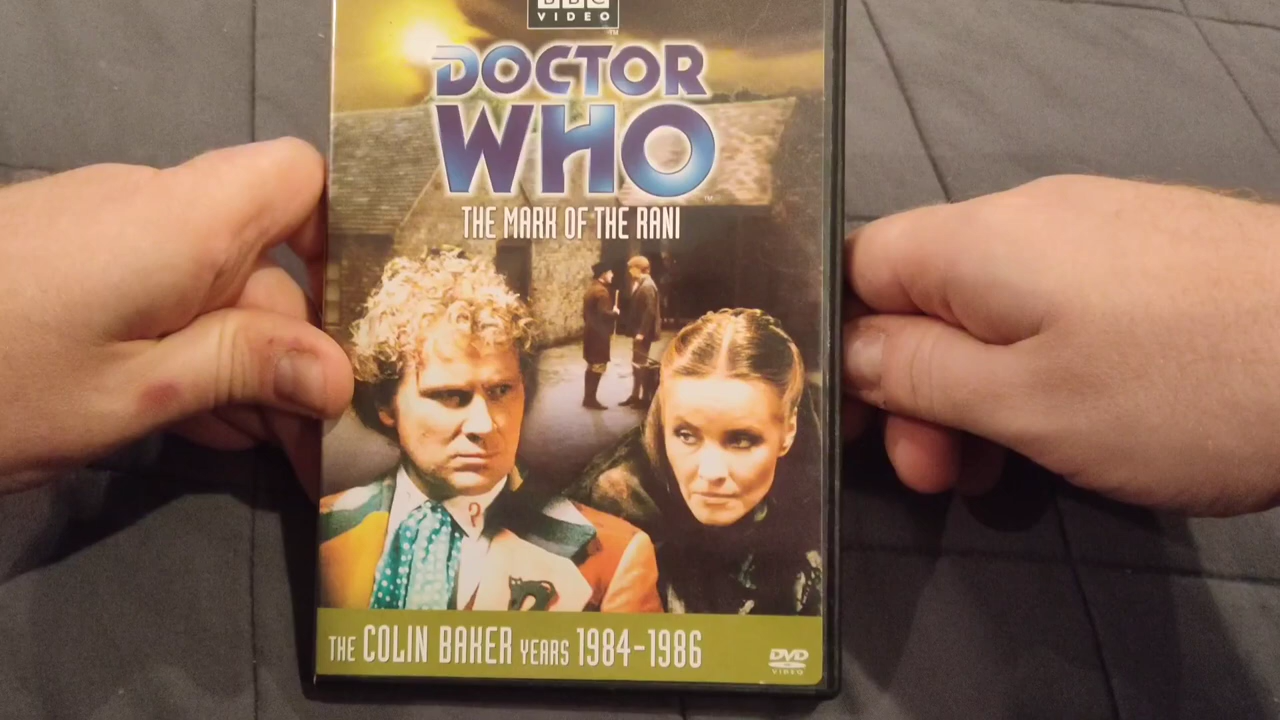 BBC
VIDEO
DOCTOR
WHO
THE MARK OF THE RANI
?
THE COLIN BAKER YEARS 1984-1986
DVD
VIDEO